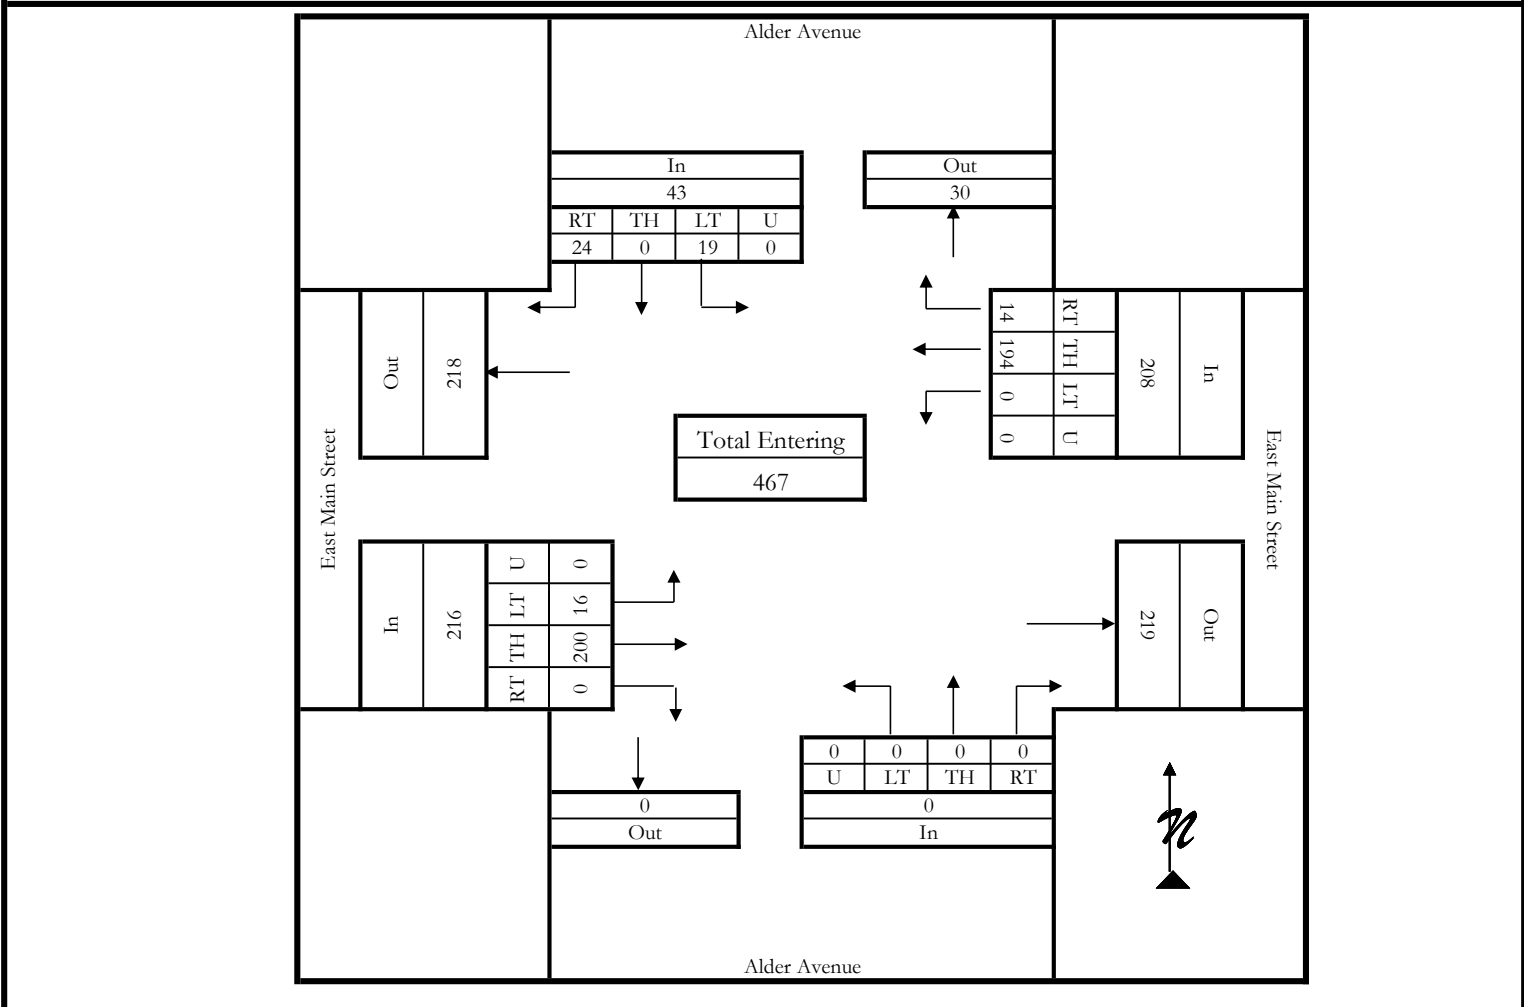 Alder Avenue
In
43
RT TH LT U
24 0 19 0
Out
30
Out
218
East Main Street
14 RT
194 TH
0 LT
0 U
208
In
East Main Street
Total Entering
467
In
216
U 0
LT 16
TH 200
RT 0
219
Out
0
Out
0 0 0 0
U LT TH RT
0
In
n
Alder Avenue